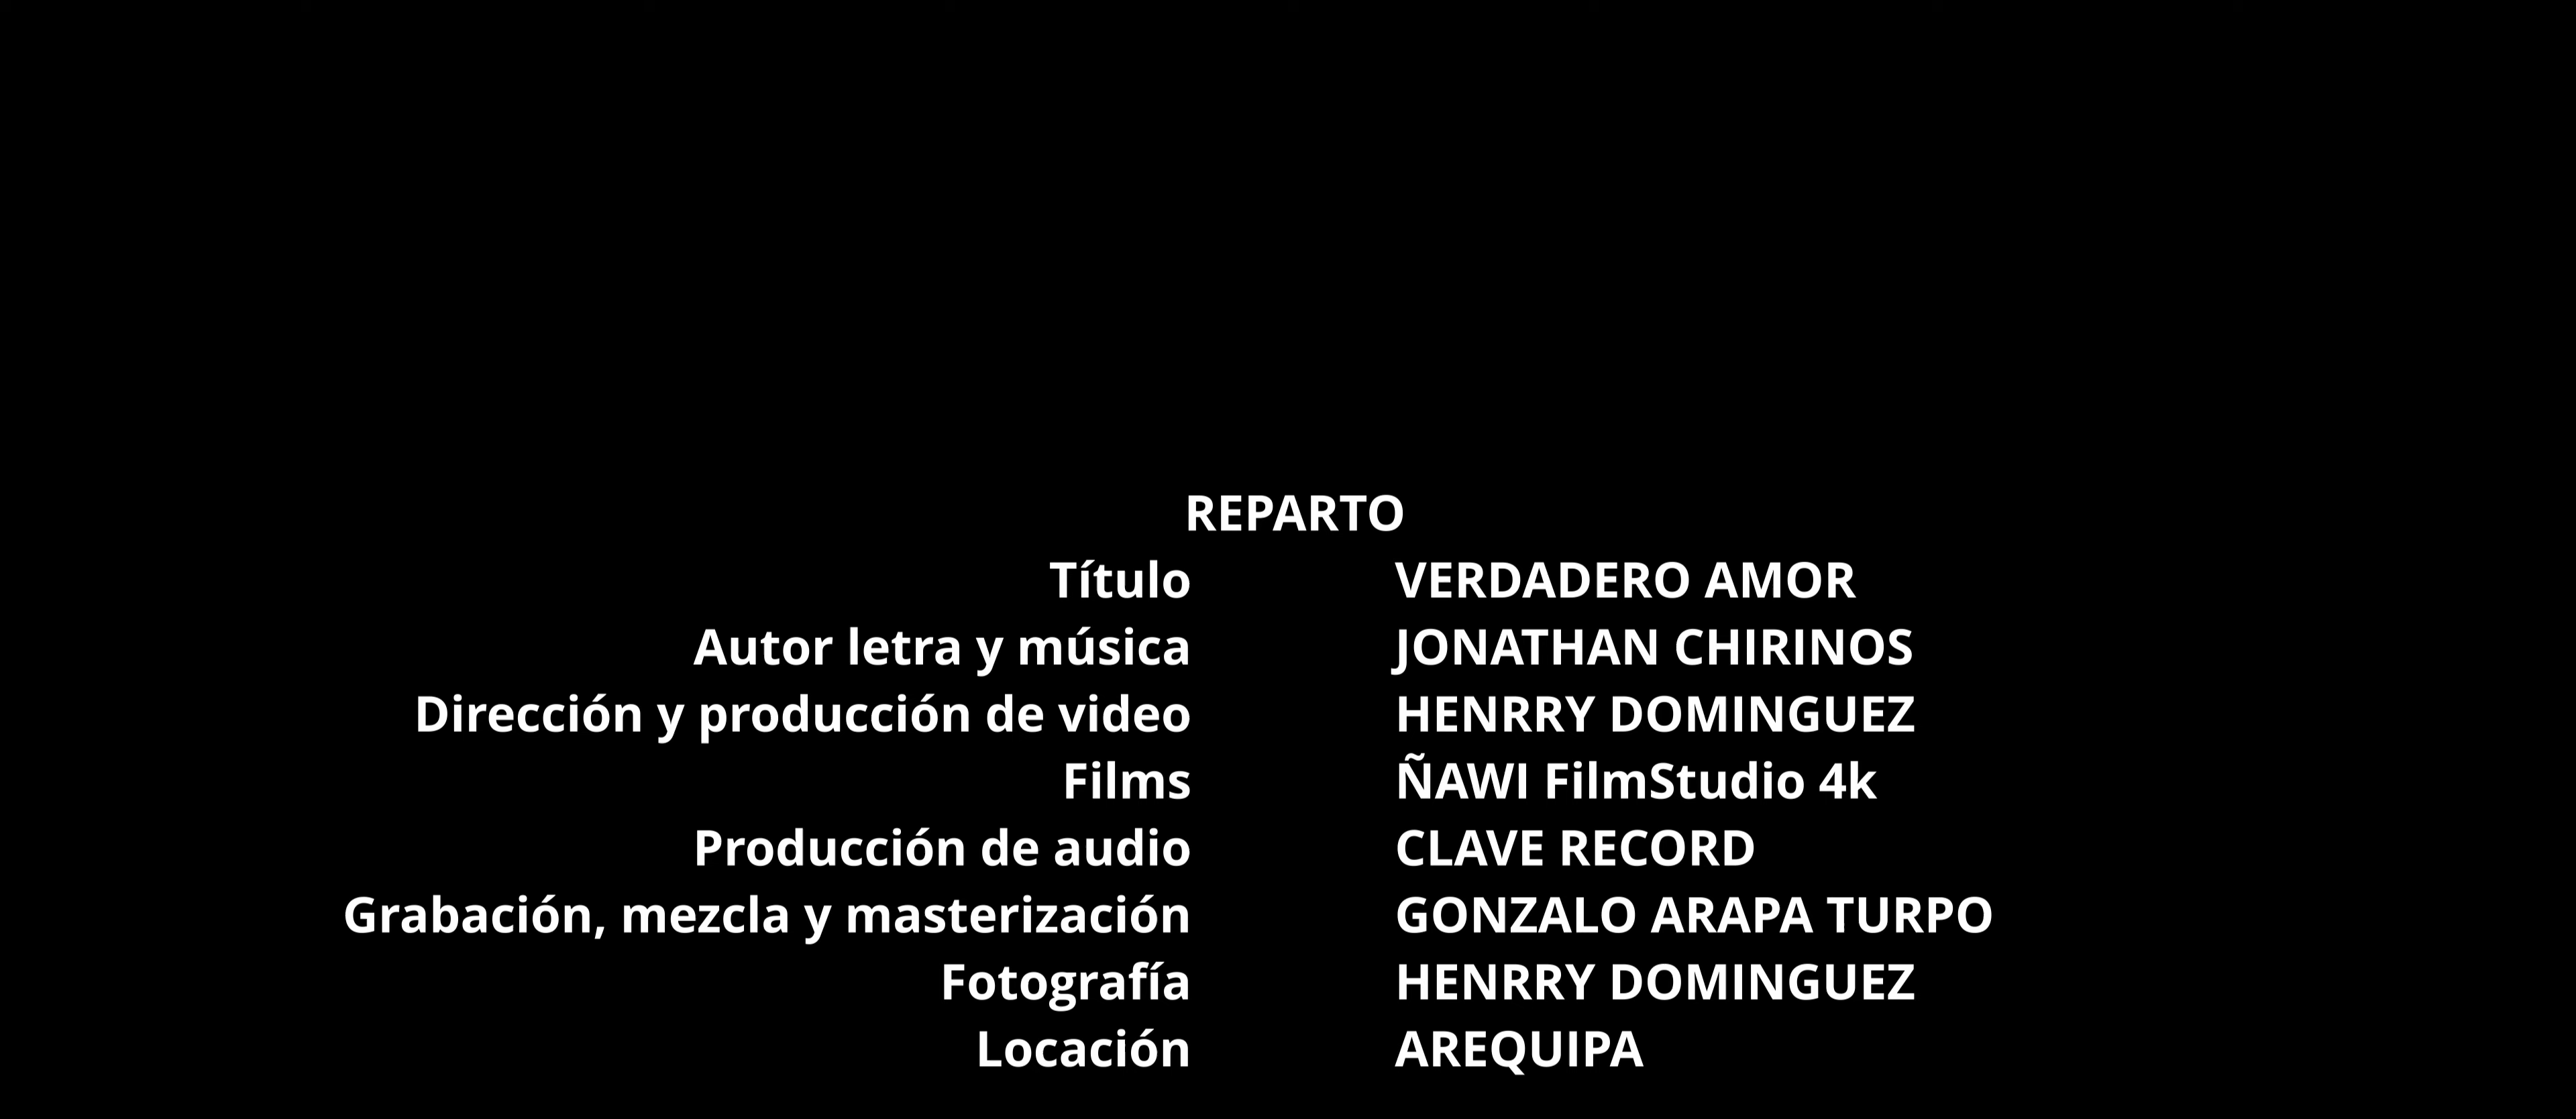 REPARTO
Título VERDADERO AMOR
Autor letra y música JONATHAN CHIRINOS
Dirección y producción de video HENRRY DOMINGUEZ
Films ÑAWI FilmStudio 4k
Producción de audio CLAVE RECORD
Grabación, mezcla y masterización GONZALO ARAPA TURPO
Fotografía HENRRY DOMINGUEZ
Locación AREQUIPA